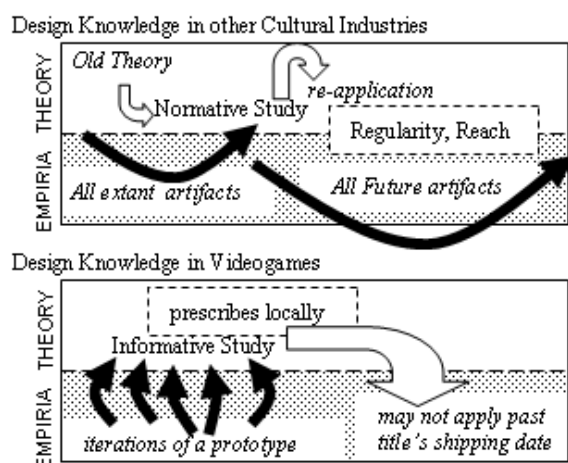 Design Knowledge in other Cultural Industries
THEORY
EMPIRIA
Old Theory
re-application
Normative Study
Regularity, Reach
All extant artifacts
All Future artifacts
Design Knowledge in Videogames
THEORY
EMPIRIA
prescribes locally
Informative Study
iterations of a prototype
may not apply past
title's shipping date